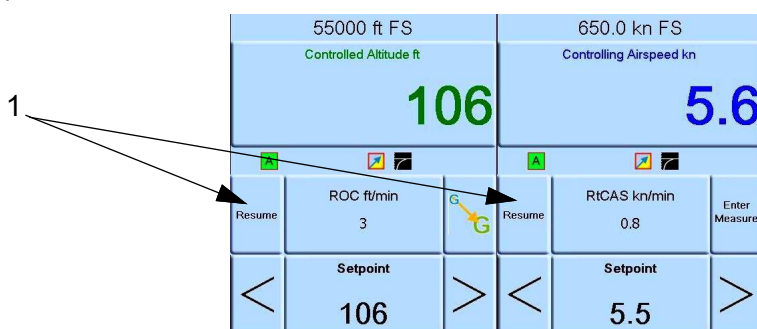 55000 ft FS
650.0 kn FS
Controlled Altitude ft
Controlling Airspeed kn
106
5.6
1
A
A
Resume
ROC ft/min
3
G
G
Resume
RtCAS kn/min
0.8
Enter
Measure
< Setpoint >
106
< Setpoint >
5.5